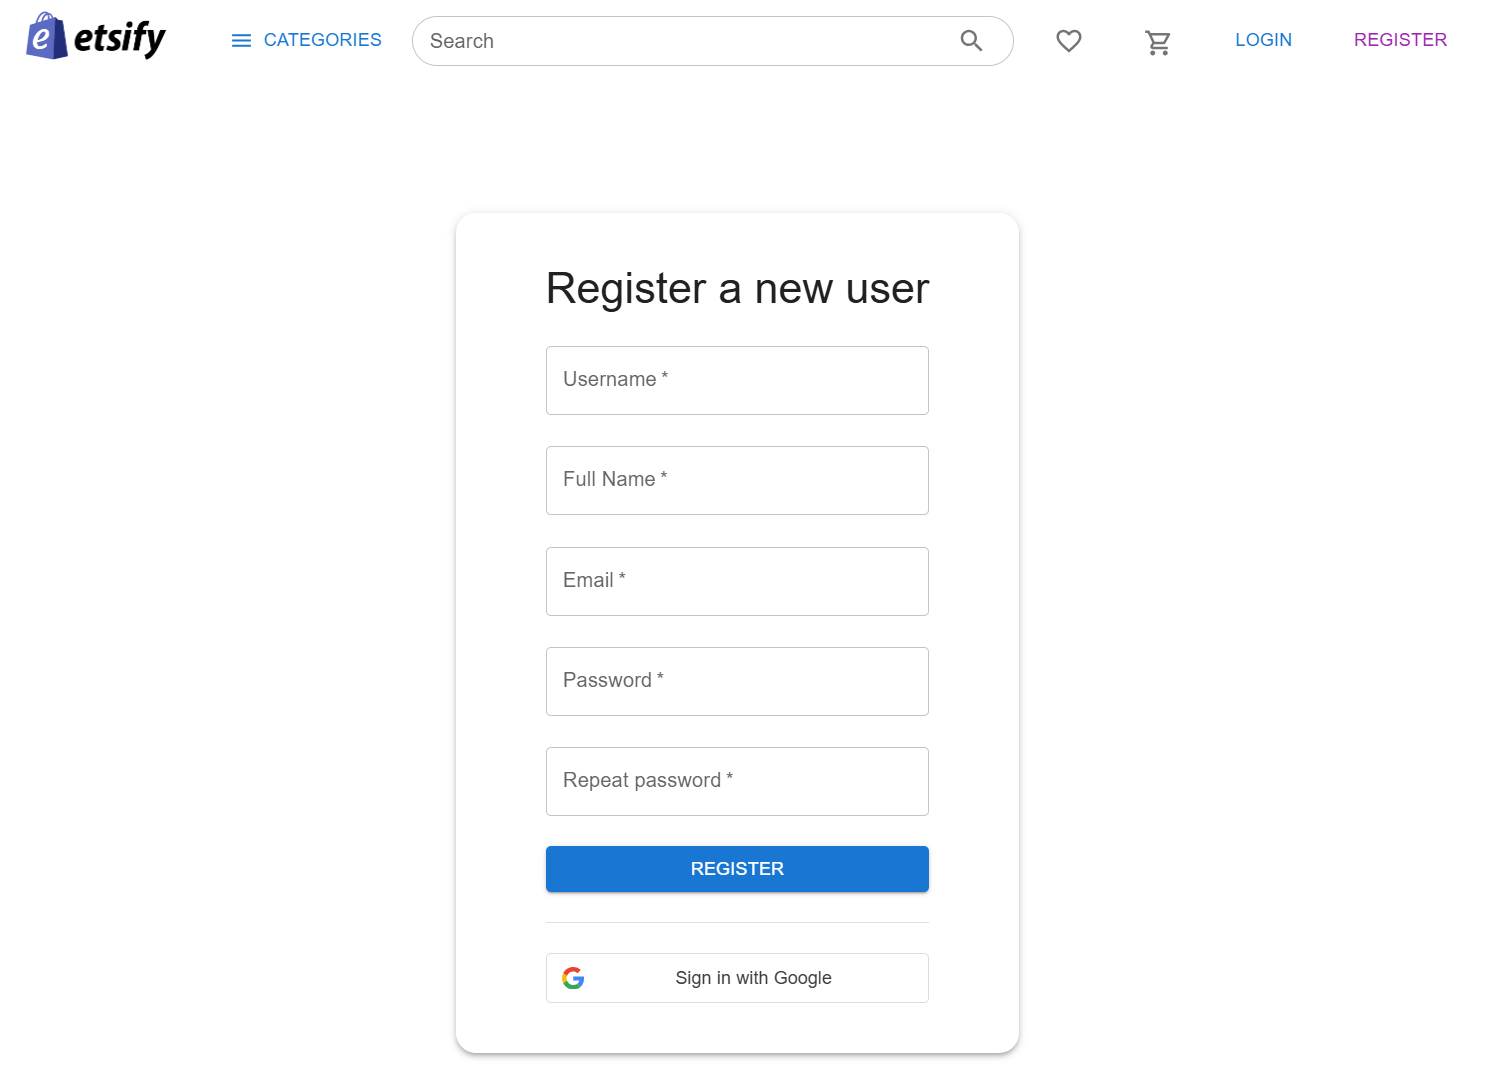 etsify
CATEGORIES
Search
LOGIN
REGISTER
Register a new user
Username *
Full Name *
Email *
Password *
Repeat password *
REGISTER
Sign in with Google